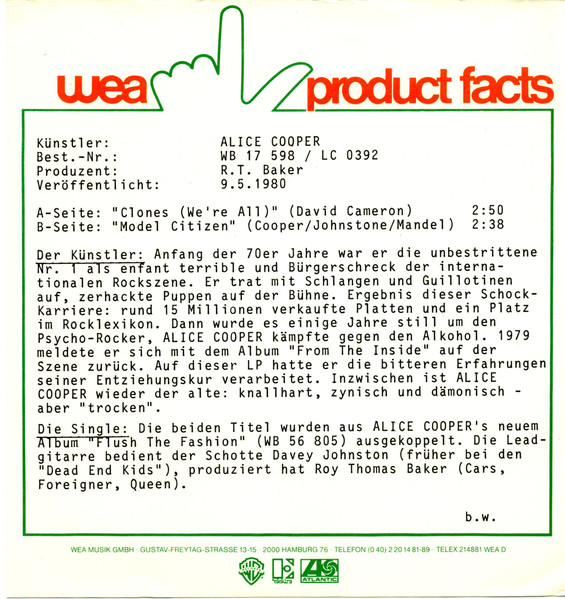 wea product facts
Künstler: ALICE COOPER
Best.-Nr.: WB 17 598 / LC 0392
Produzent: R.T. Baker
Veröffentlicht: 9.5.1980
A-Seite: "Clones (We're All)" (David Cameron) 2:50
B-Seite: "Model Citizen" (Cooper/Johnstone/Mandel) 2:38
Der Künstler: Anfang der 70er Jahre war er die unbestrittene
Nr. 1 als enfant terrible und Bürgerschreck der interna-
tionalen Rockszene. Er trat mit Schlangen und Guillotinen
auf, zerhackte Puppen auf der Bühne. Ergebnis dieser Schock-
Karriere: rund 15 Millionen verkaufte Platten und ein Platz
im Rocklexikon. Dann wurde es einige Jahre still um den
Psycho-Rocker, ALICE COOPER kämpfte gegen den Alkohol. 1979
meldete er sich mit dem Album "From The Inside" auf der
Szene zurück. Auf dieser LP hatte er die bitteren Erfahrungen
seiner Entziehungskur verarbeitet. Inzwischen ist ALICE
COOPER wieder der alte: knallhart, zynisch und dämonisch -
aber "trocken".
Die Single: Die beiden Titel wurden aus ALICE COOPER's neuem
Album "Flush The Fashion" (WB 56 805) ausgekoppelt. Die Lead-
gitarre bedient der Schotte Davey Johnston (früher bei den
"Dead End Kids"), produziert hat Roy Thomas Baker (Cars,
Foreigner, Queen).
b.w.
WEA MUSIK GMBH · GUSTAV-FREYTAG-STRASSE 13-15 · 2000 HAMBURG 76 · TELEFON (0 40) 2 20 14 81-89 · TELEX 214881 WEA D
ATLANTIC